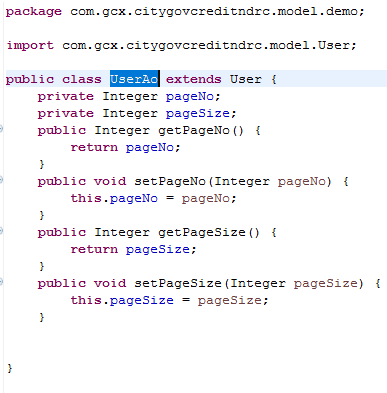 package com.gcx.citygovcreditndrc.model.demo;
import com.gcx.citygovcreditndrc.model.User;
public class UserAo extends User {
private Integer pageNo;
private Integer pageSize;
public Integer getPageNo() {
return pageNo;
}
public void setPageNo(Integer pageNo) {
this.pageNo = pageNo;
}
public Integer getPageSize() {
return pageSize;
}
public void setPageSize(Integer pageSize) {
this.pageSize = pageSize;
}
}